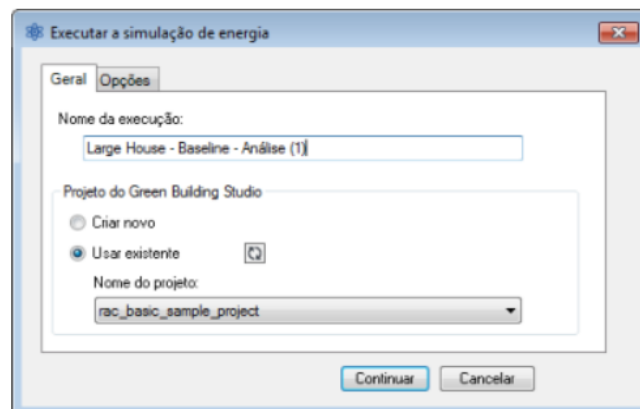 Executar a simulação de energia
Geral Opções
Nome da execução:
Large House - Baseline - Análise (1)
Projeto do Green Building Studio
Criar novo
Usar existente
Nome do projeto:
rac_basic_sample_project
Continuar Cancelar